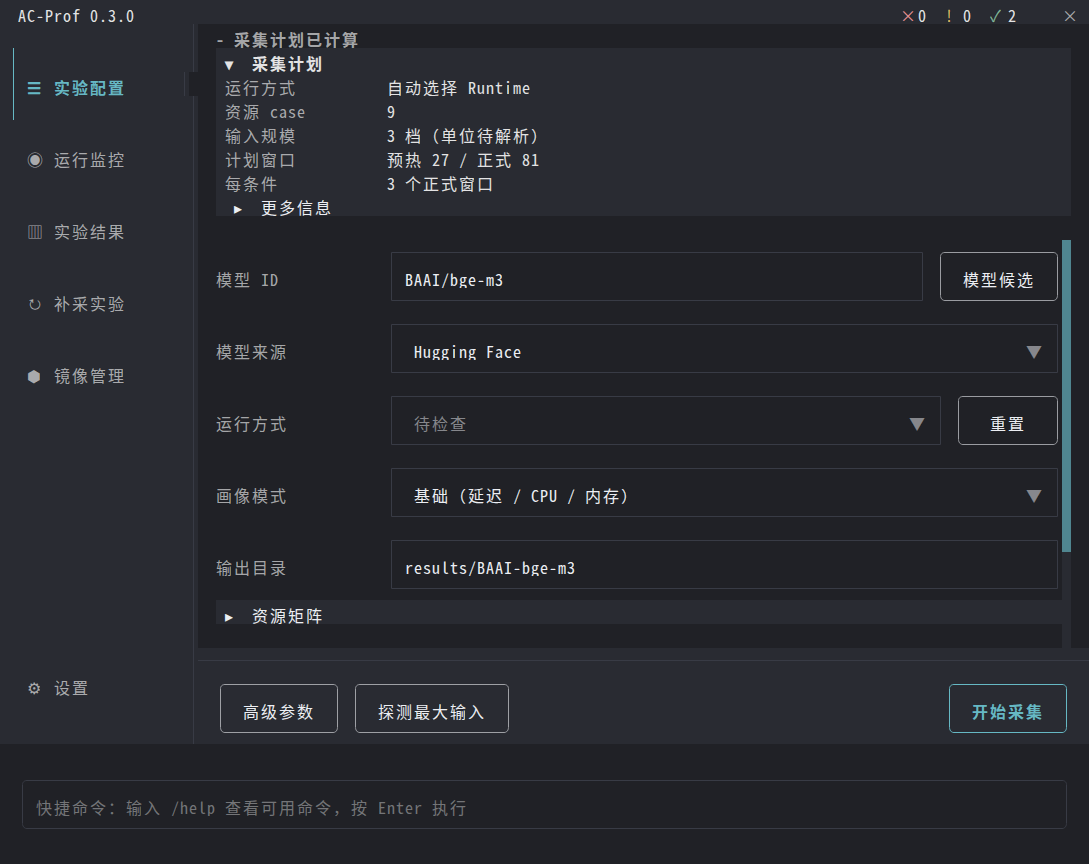 AC-Prof 0.3.0
× 0 ! 0 ✓ 2 ×
- 采集计划已计算
▼ 采集计划
运行方式 自动选择 Runtime
资源 case 9
输入规模 3 档（单位待解析）
计划窗口 预热 27 / 正式 81
每条件 3 个正式窗口
▶ 更多信息
☰ 实验配置
◉ 运行监控
▥ 实验结果
↻ 补采实验
⬢ 镜像管理
⚙ 设置
模型 ID BAAI/bge-m3 模型候选
模型来源 Hugging Face ▼
运行方式 待检查 ▼ 重置
画像模式 基础（延迟 / CPU / 内存） ▼
输出目录 results/BAAI-bge-m3
▶ 资源矩阵
高级参数 探测最大输入 开始采集
快捷命令：输入 /help 查看可用命令，按 Enter 执行